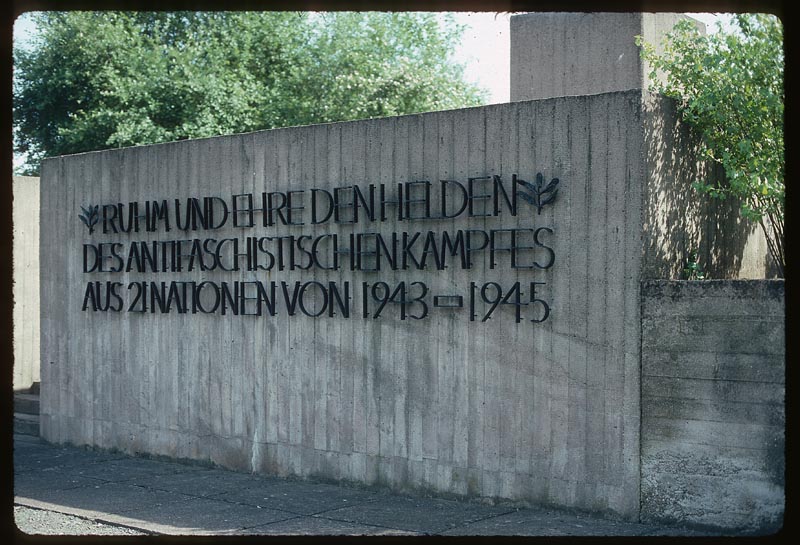 RUHM UND EHRE DEN HELDEN
DES ANTIFASCHISTISCHEN KAMPFES
AUS 21 NATIONEN VON 1943-1945